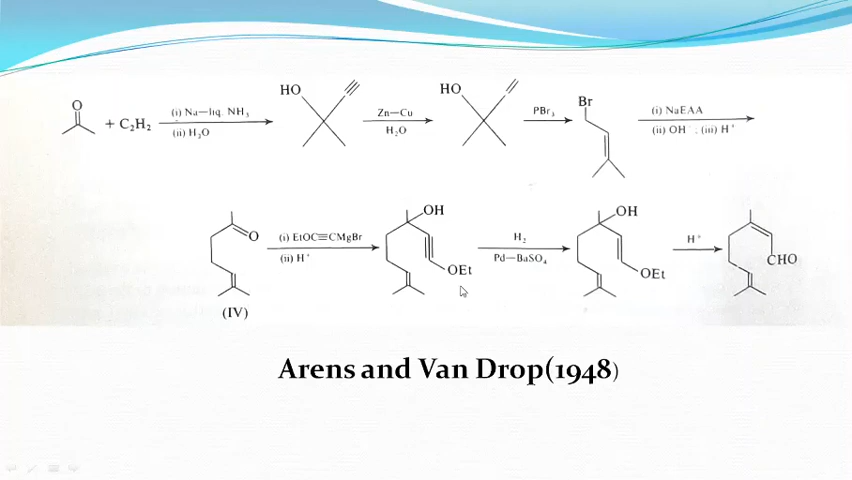 O
HO
HO
Br
+ C₂H₂
(i) Na—liq. NH₃
(ii) H₂O
Zn—Cu
H₂O
PBr₃
(i) NaEAA
(ii) OH⁻; (iii) H⁺
O
(i) EtOC≡CMgBr
(ii) H⁺
OH
OEt
H₂
Pd—BaSO₄
OH
OEt
H⁺
CHO
(IV)
Arens and Van Drop(1948)